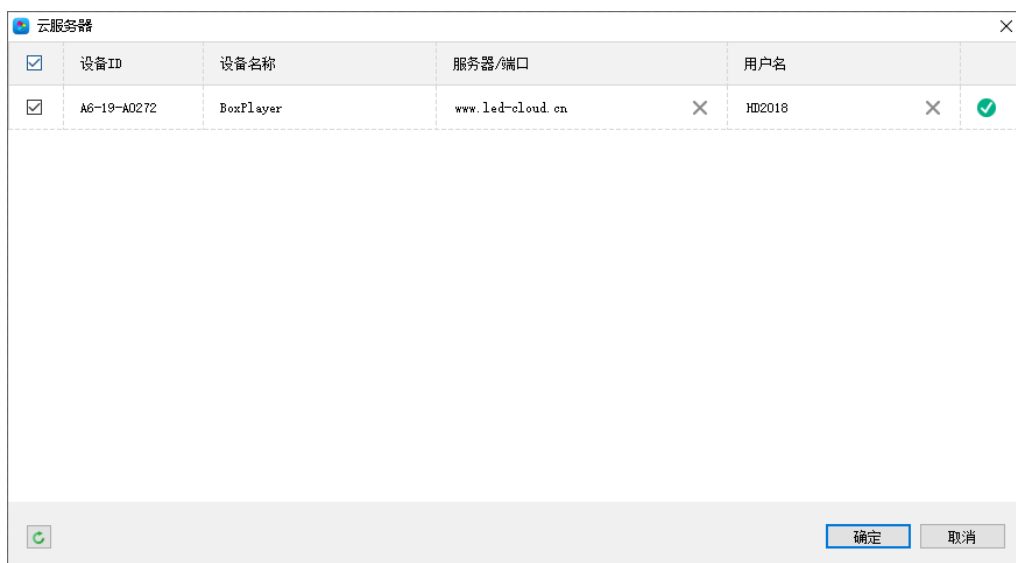 云服务器
设备ID 设备名称 服务器/端口 用户名
A6-19-A0272 BoxPlayer www.led-cloud.cn HD2018
确定 取消